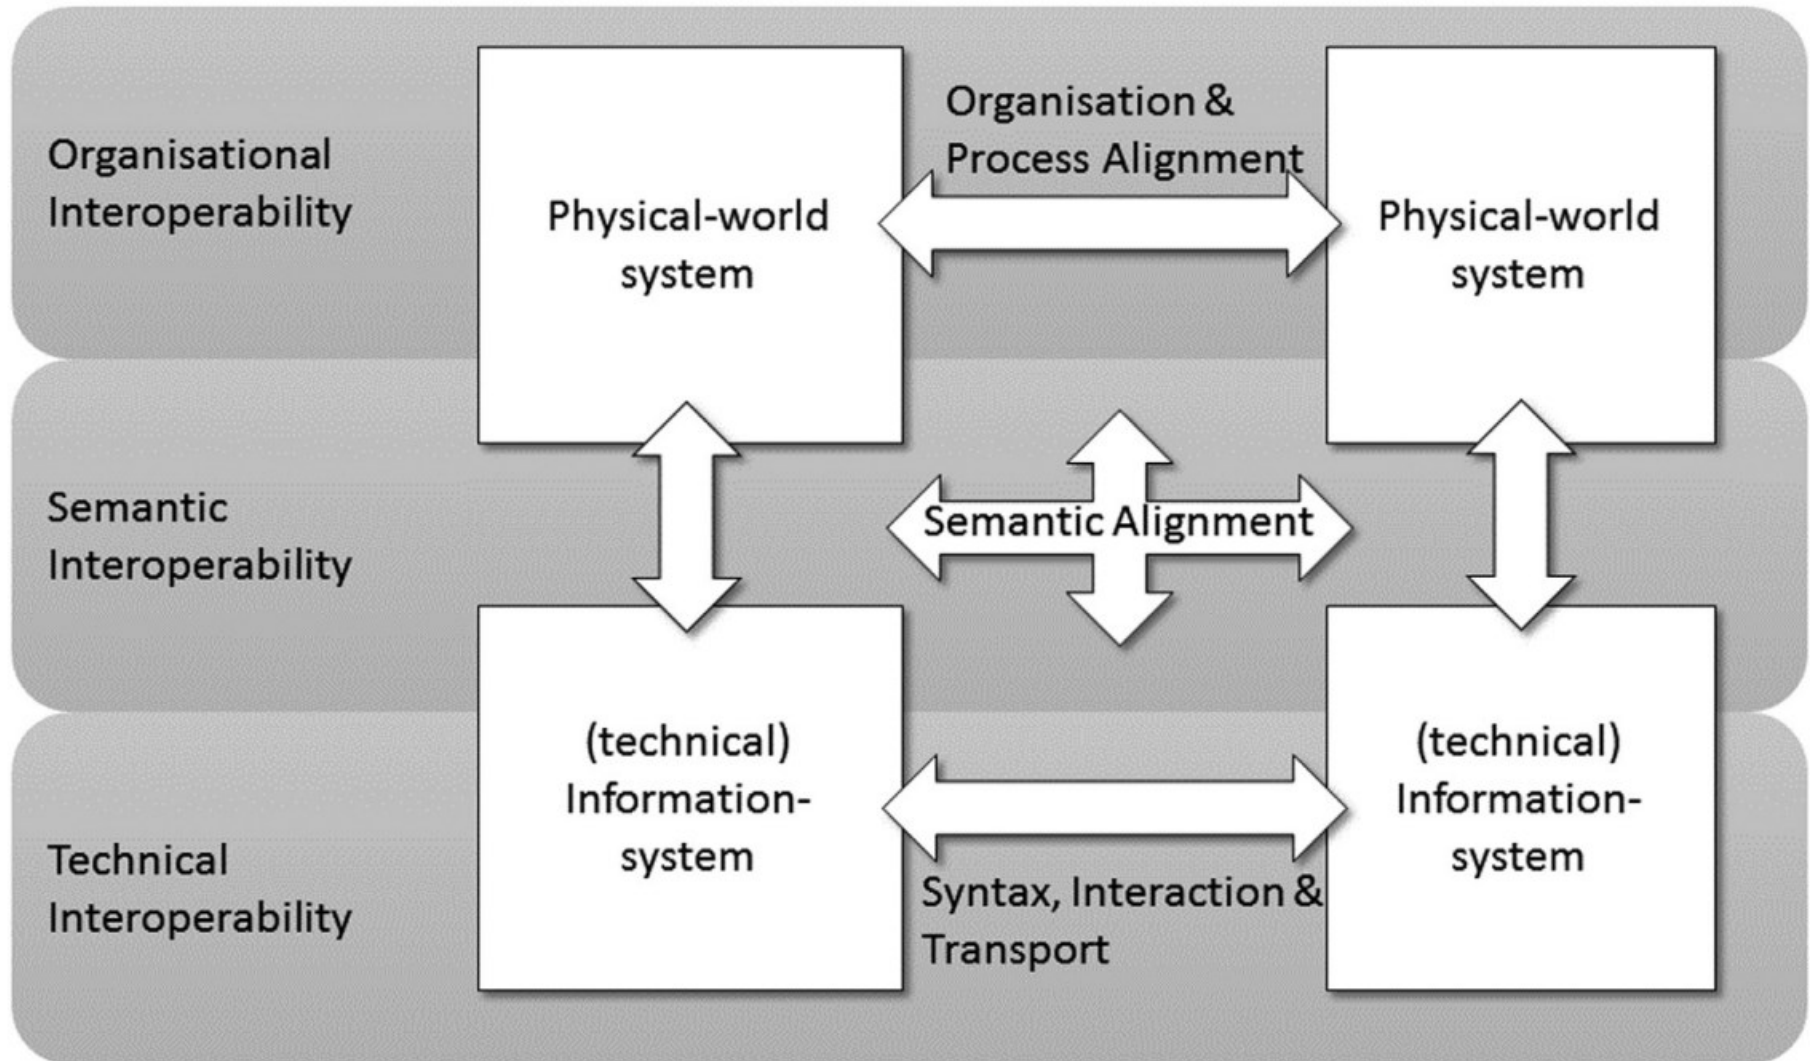 Organisational
Interoperability
Physical-world
system
Organisation &
Process Alignment
Physical-world
system
Semantic
Interoperability
Semantic Alignment
Technical
Interoperability
(technical)
Information-
system
Syntax, Interaction &
Transport
(technical)
Information-
system